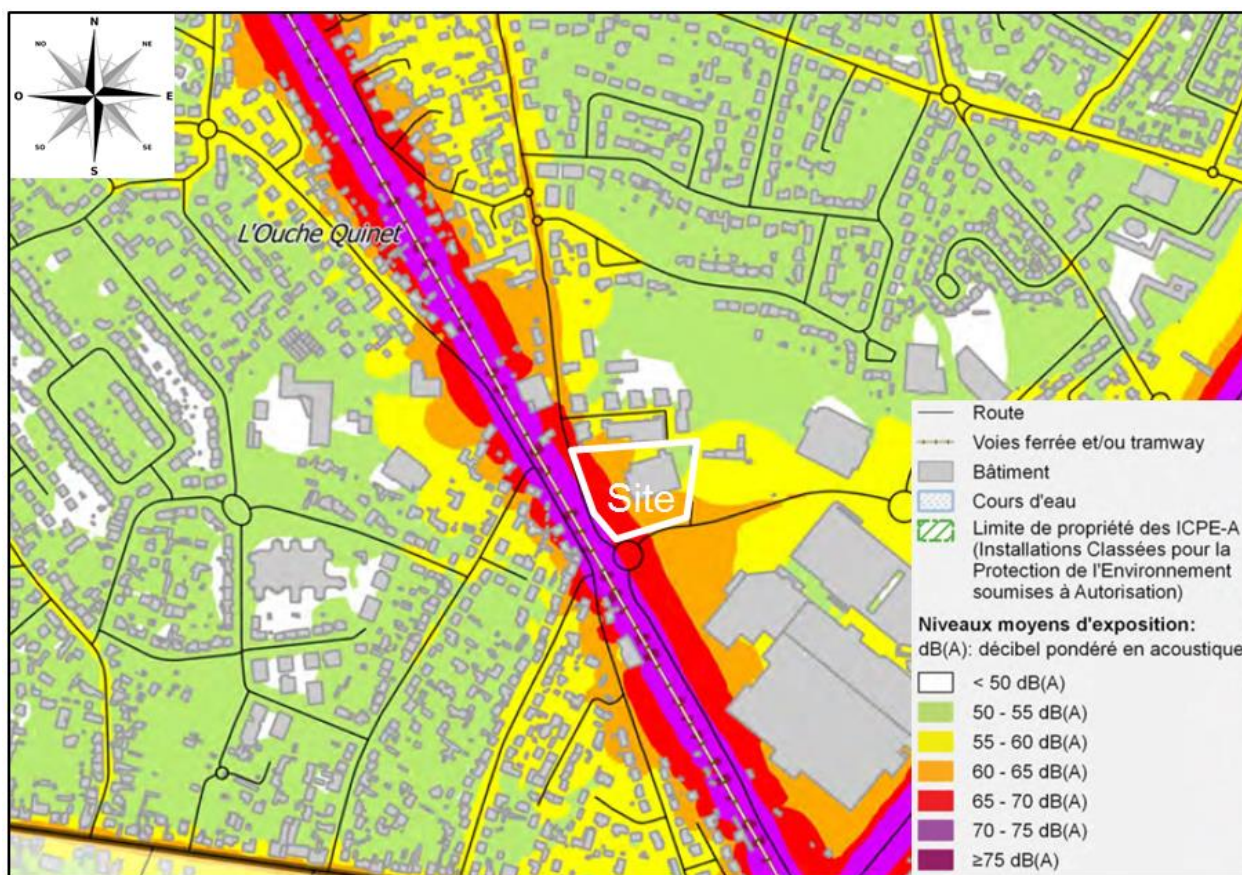 N
NO
NE
O
E
SO
SE
S
L'Ouche Quinet
Site
Route
Voies ferrée et/ou tramway
Bâtiment
Cours d'eau
Limite de propriété des ICPE-A
(Installations Classées pour la
Protection de l'Environnement
soumises à Autorisation)
Niveaux moyens d'exposition:
dB(A): décibel pondéré en acoustique
< 50 dB(A)
50 - 55 dB(A)
55 - 60 dB(A)
60 - 65 dB(A)
65 - 70 dB(A)
70 - 75 dB(A)
≥75 dB(A)